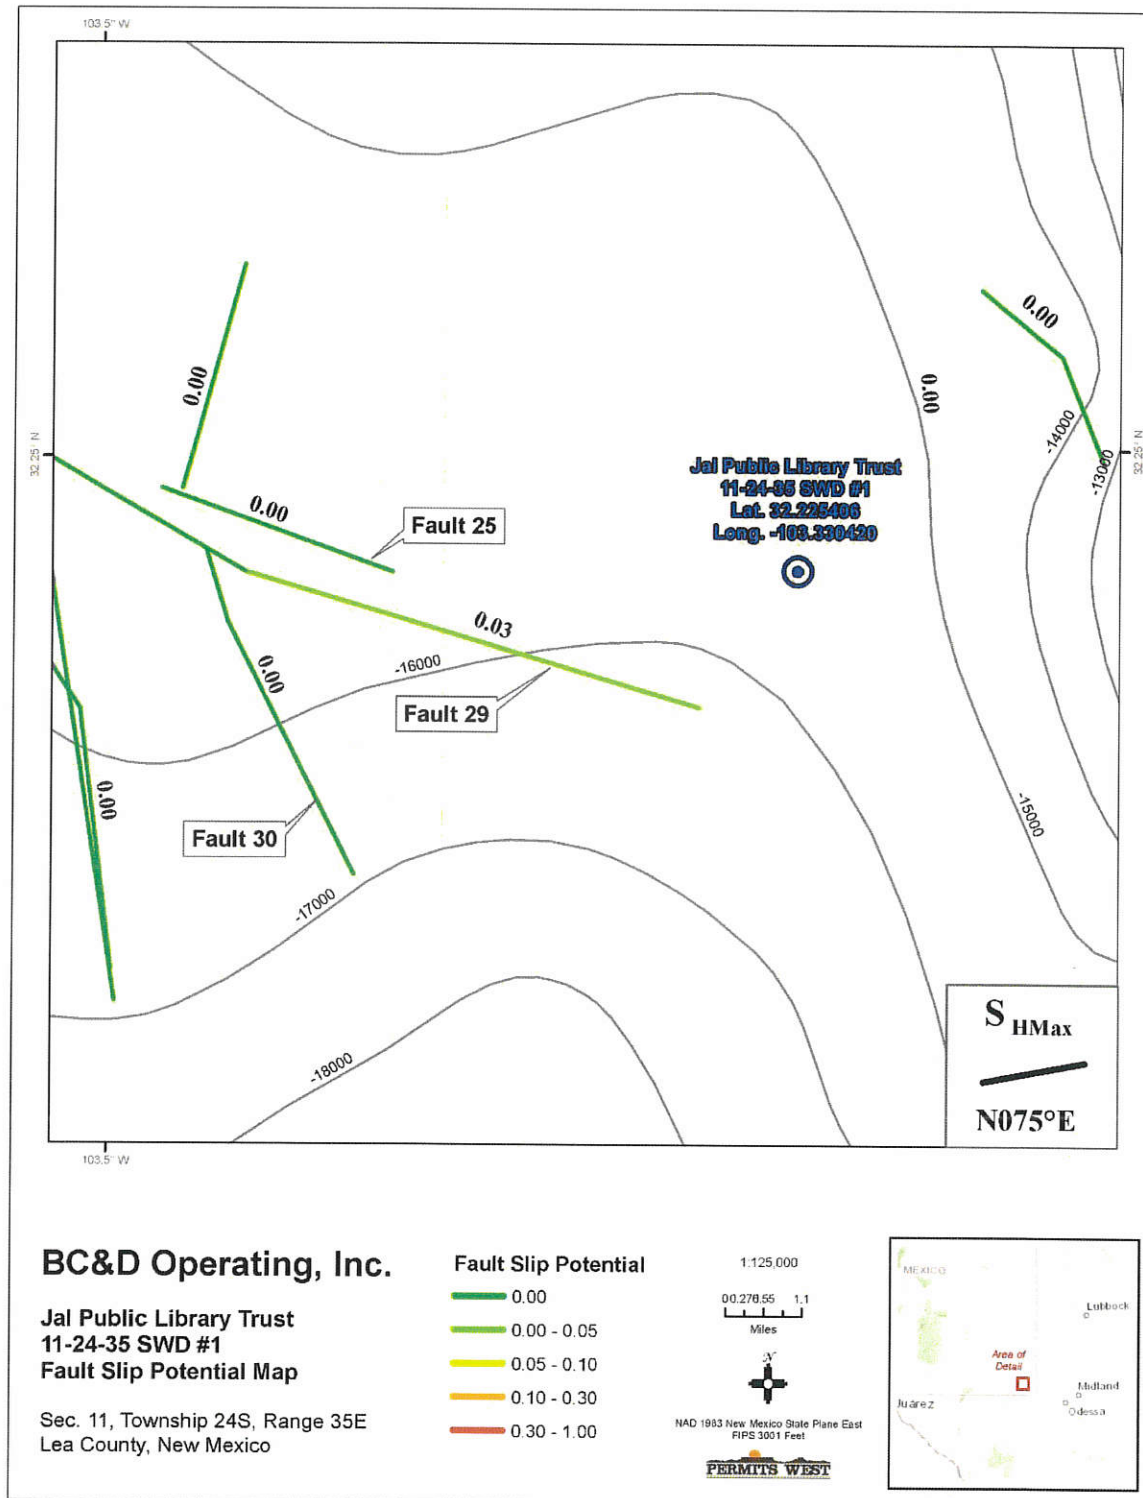 103.5° W
0.00
0.00
0.00
-14000
-13000
32.25° N
32.25° N
Jal Public Library Trust
11-24-35 SWD #1
Lat. 32.225406
Long. -103.330420
0.00
Fault 25
0.03
-16000
0.00
Fault 29
0.00
Fault 30
-15000
-17000
-18000
S HMax
N075°E
103.5° W
BC&D Operating, Inc.
Jal Public Library Trust
11-24-35 SWD #1
Fault Slip Potential Map
Sec. 11, Township 24S, Range 35E
Lea County, New Mexico
Fault Slip Potential
0.00
0.00 - 0.05
0.05 - 0.10
0.10 - 0.30
0.30 - 1.00
1:125,000
1.1
Miles
N
NAD 1983 New Mexico State Plane East
FIPS 3001 Feet
PERMITS WEST
MEXICO
Lubbock
Area of
Detail
Midland
Odessa
Juarez